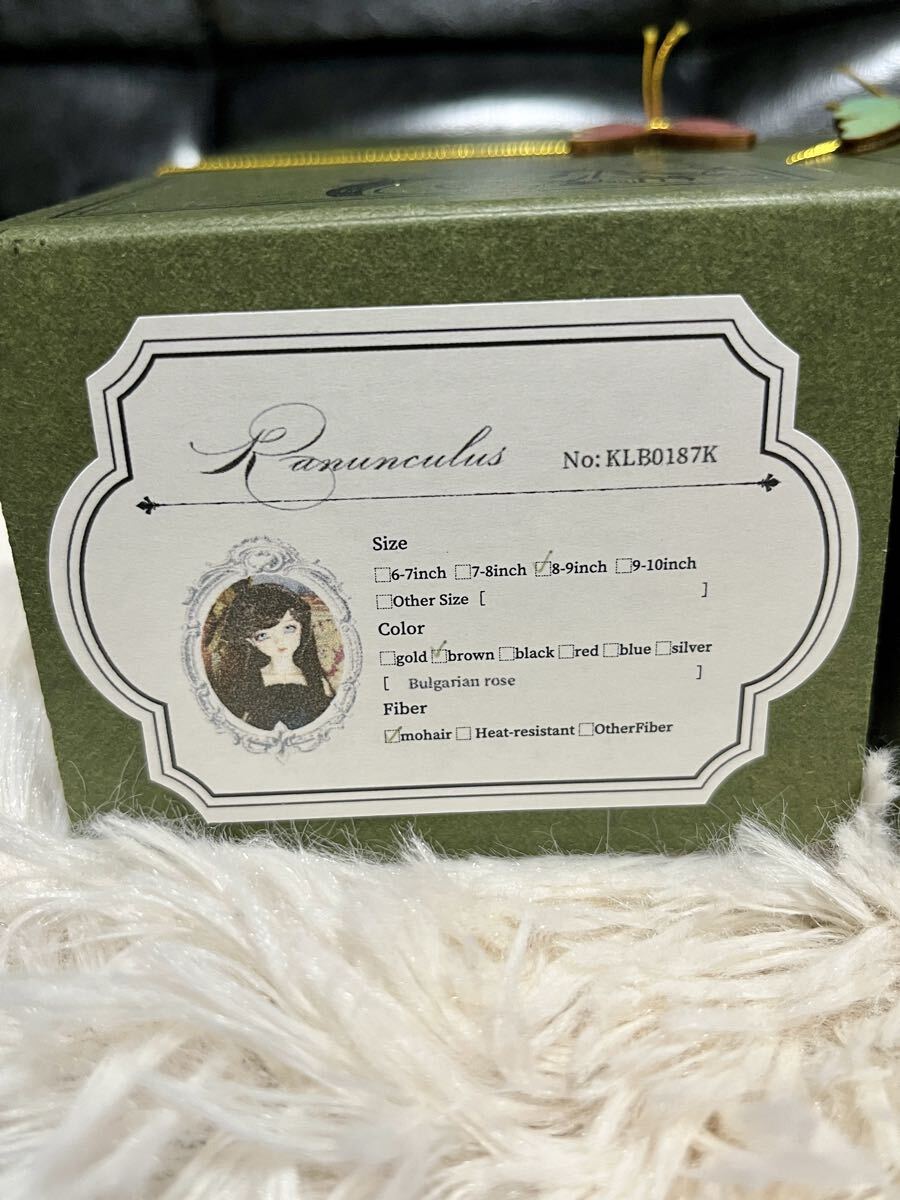 Ranunculus No: KLB0187K
Size
☐6-7inch ☐7-8inch ☑8-9inch ☐9-10inch
☐Other Size [ ]
Color
☐gold ☑brown ☐black ☐red ☐blue ☐silver
[ Bulgarian rose ]
Fiber
☑mohair ☐ Heat-resistant ☐OtherFiber